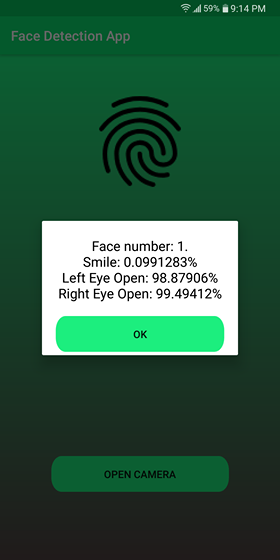 59% 9:14 PM
Face Detection App
Face number: 1.
Smile: 0.0991283%
Left Eye Open: 98.87906%
Right Eye Open: 99.49412%
OK
OPEN CAMERA